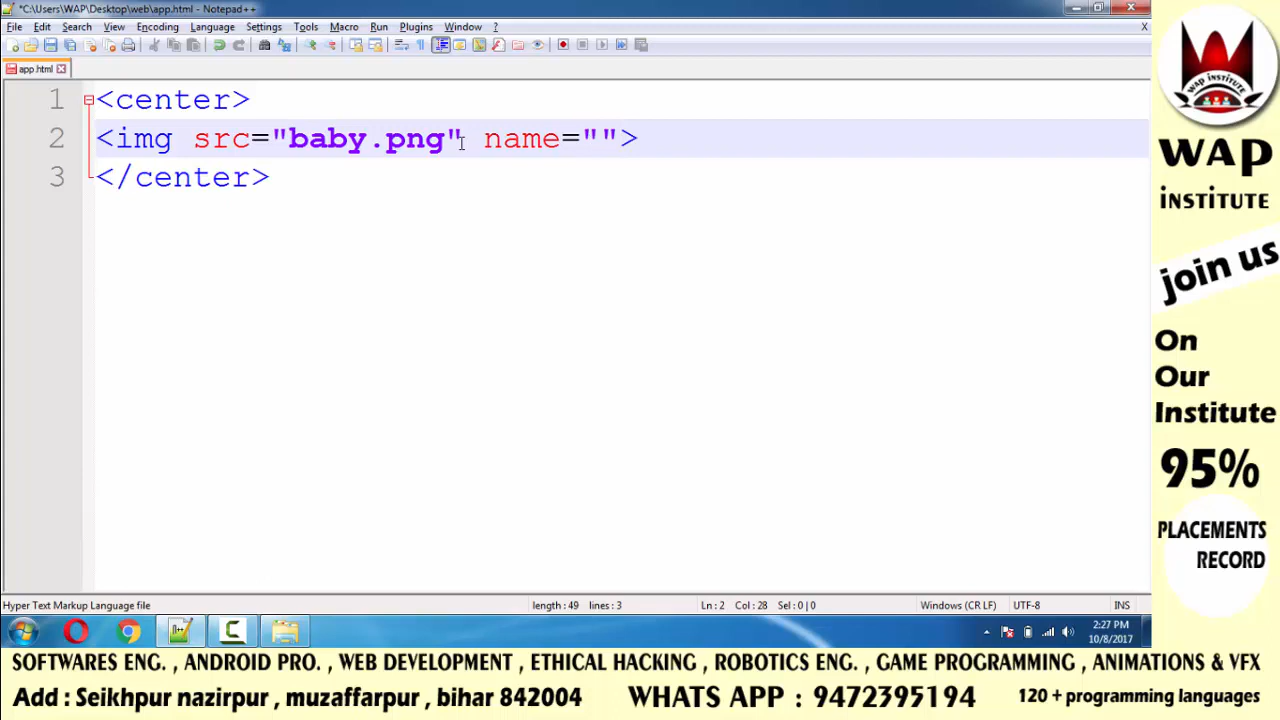 *C:\Users\WAP\Desktop\web\app.html - Notepad++
File Edit Search View Encoding Language Settings Tools Macro Run Plugins Window ? X
app.html
1 <center>
2 <img src="baby.png" name="">
3 </center>
Hyper Text Markup Language file length : 49 lines : 3 Ln : 2 Col : 28 Sel : 0 | 0 Windows (CR LF) UTF-8 INS
2:27 PM
10/8/2017
WAP INSTITUTE
WAP
iNSTiTUTE
join us
On
Our
Institute
95%
PLACEMENTS
RECORD
SOFTWARES ENG. , ANDROID PRO. , WEB DEVELOPMENT , ETHICAL HACKING , ROBOTICS ENG. , GAME PROGRAMMING , ANIMATIONS & VFX
Add : Seikhpur nazirpur , muzaffarpur , bihar 842004 WHATS APP : 9472395194 120 + programming languages